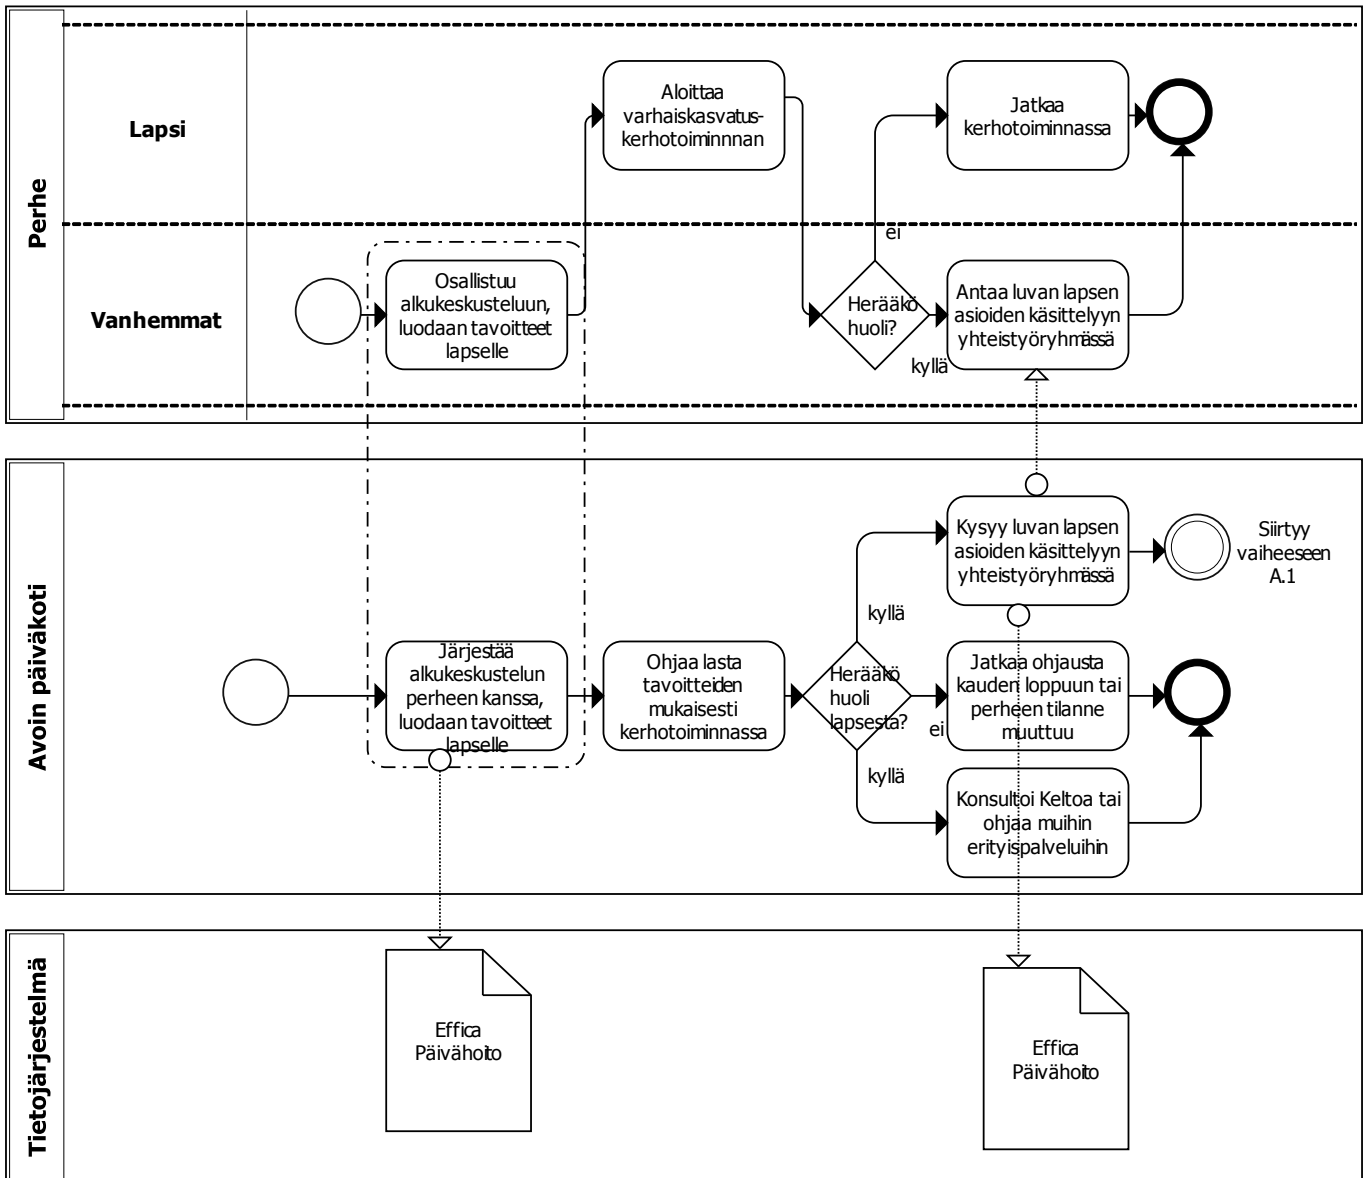 Perhe
Lapsi
Aloittaa
varhaiskasvatus-
kerhotoiminnnan
Jatkaa
kerhotoiminnassa
Vanhemmat
Osallistuu
alkukeskusteluun,
luodaan tavoitteet
lapselle
ei
Herääkö
huoli?
kyllä
Antaa luvan lapsen
asioiden käsittelyyn
yhteistyöryhmässä
Avoin päiväkoti
Kysyy luvan lapsen
asioiden käsittelyyn
yhteistyöryhmässä
Siirtyy
vaiheeseen
A.1
kyllä
Järjestää
alkukeskustelun
perheen kanssa,
luodaan tavoitteet
lapselle
Ohjaa lasta
tavoitteiden
mukaisesti
kerhotoiminnassa
Herääkö
huoli
lapsesta?
ei
Jatkaa ohjausta
kauden loppuun tai
perheen tilanne
muuttuu
kyllä
Konsultoi Keltoa tai
ohjaa muihin
erityispalveluihin
Tietojärjestelmä
Effica
Päivähoito
Effica
Päivähoito